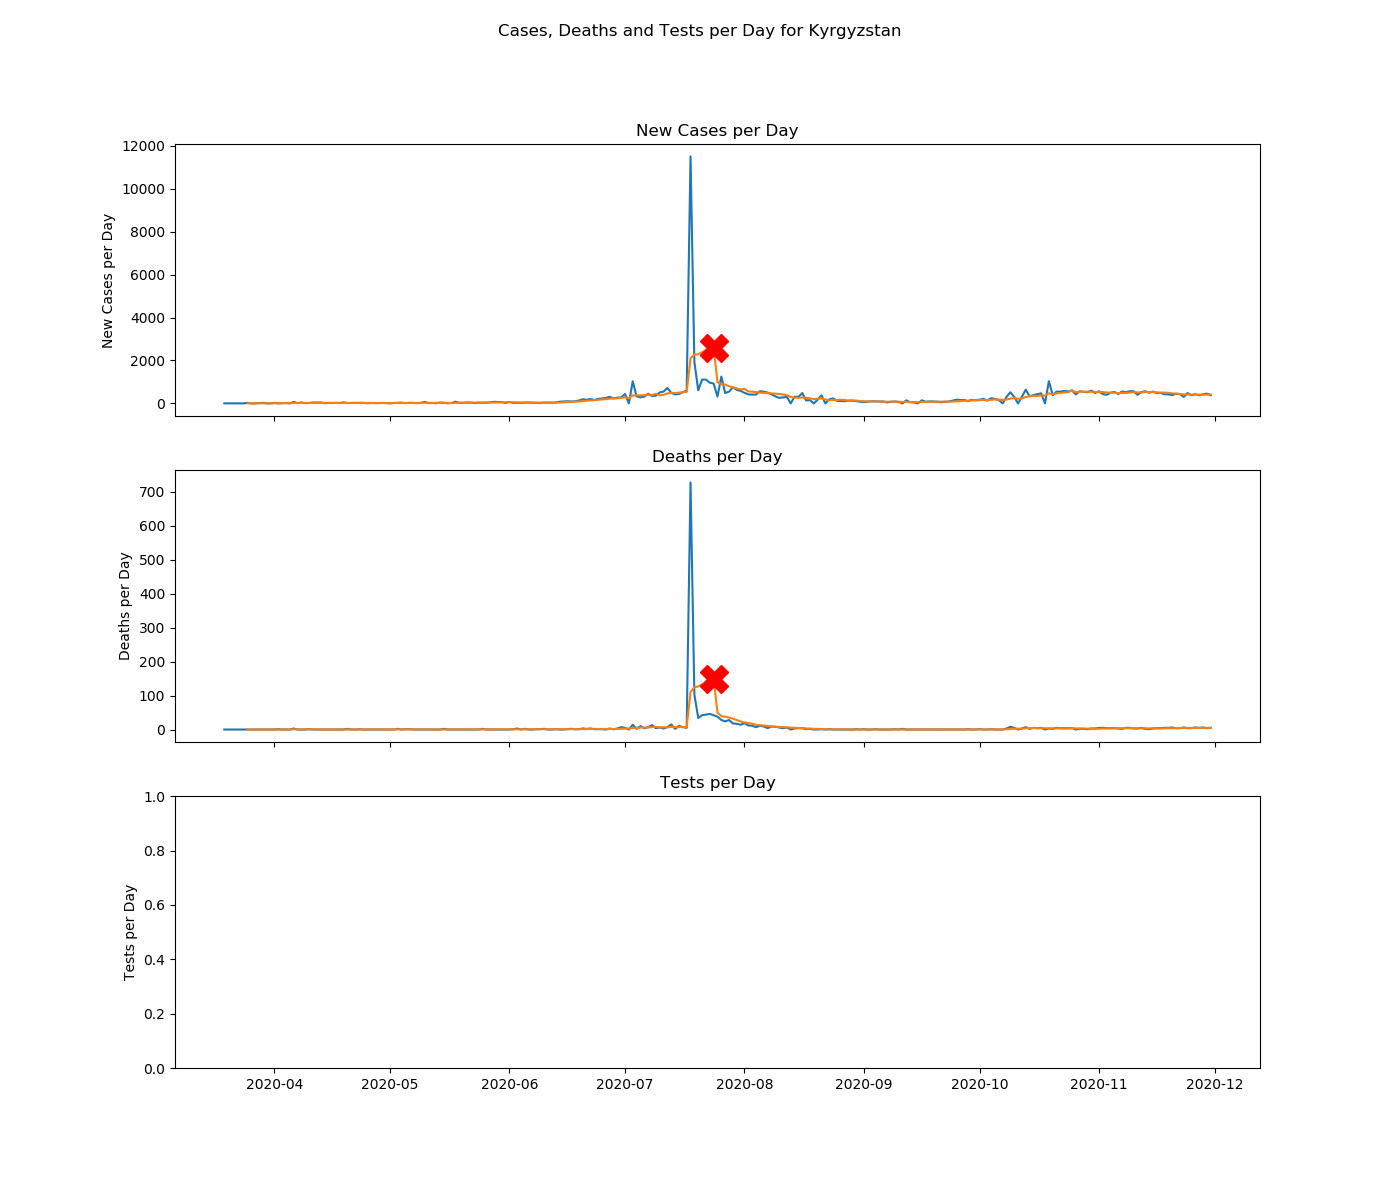 Cases, Deaths and Tests per Day for Kyrgyzstan
New Cases per Day
12000
10000
8000
6000
4000
2000
0
New Cases per Day
Deaths per Day
700
600
500
400
300
200
100
0
Deaths per Day
Tests per Day
1.0
0.8
0.6
0.4
0.2
0.0
Tests per Day
2020-04 2020-05 2020-06 2020-07 2020-08 2020-09 2020-10 2020-11 2020-12